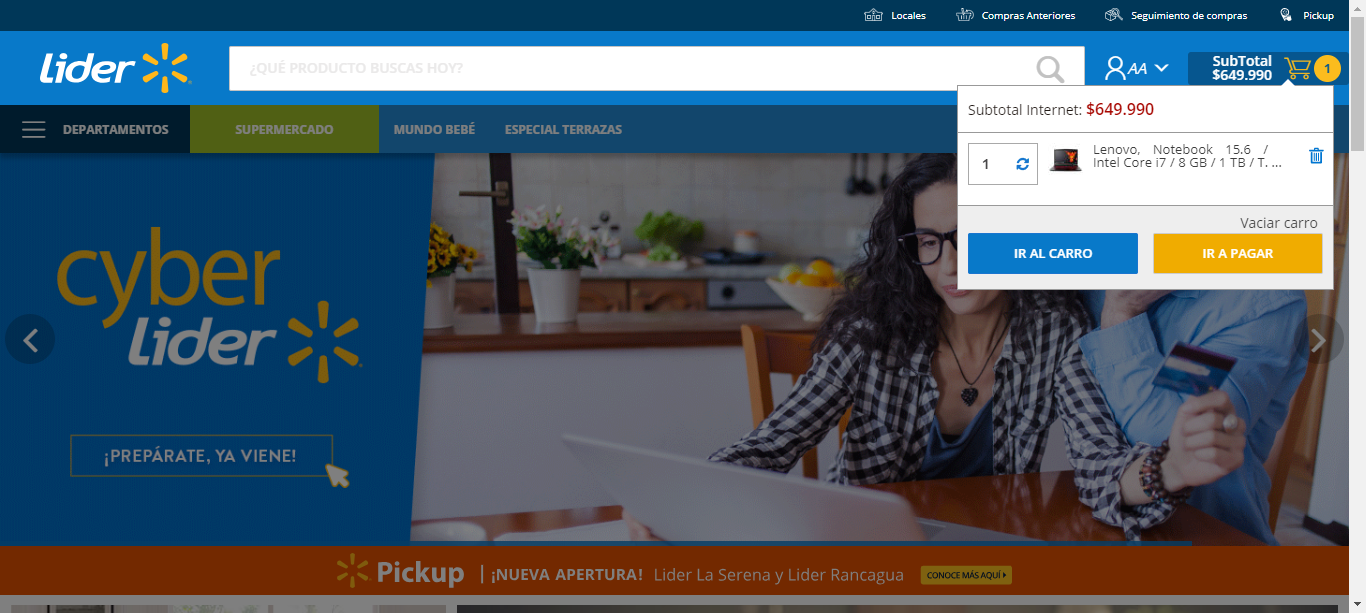 Locales
Compras Anteriores
Seguimiento de compras
Pickup
Lider
¿QUÉ PRODUCTO BUSCAS HOY?
AA
SubTotal
$649.990
1
DEPARTAMENTOS
SUPERMERCADO
MUNDO BEBÉ
ESPECIAL TERRAZAS
Subtotal Internet: $649.990
1
Lenovo, Notebook 15.6 /
Intel Core i7 / 8 GB / 1 TB / T. ...
Vaciar carro
IR AL CARRO
IR A PAGAR
cyber
lider
¡PREPÁRATE, YA VIENE!
Pickup | ¡NUEVA APERTURA! Lider La Serena y Lider Rancagua
CONOCE MÁS AQUÍ